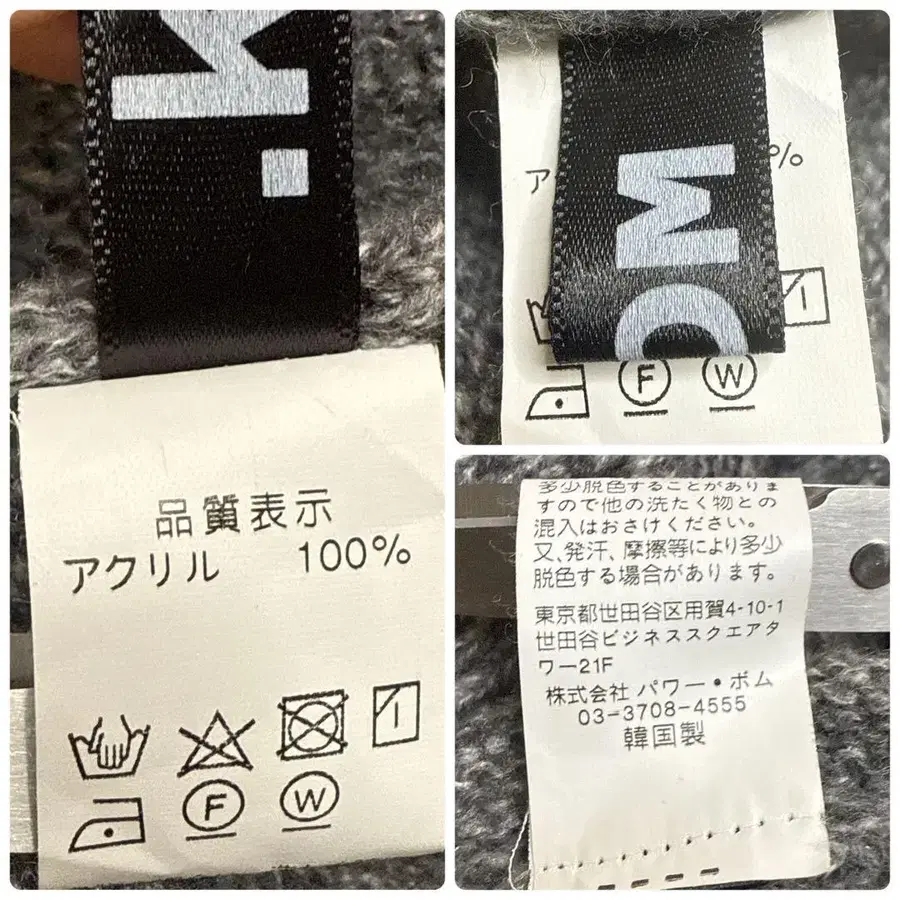 .K
品質表示
アクリル 100%
F W
OM
ア %
F W
多少脱色することがありま
すので他の洗たく物との
混入はおさけください。
又、発汗、摩擦等により多少
脱色する場合があります。
東京都世田谷区用賀4-10-1
世田谷ビジネススクエアタ
ワー21F
株式会社 パワー・ボム
03-3708-4555
韓国製